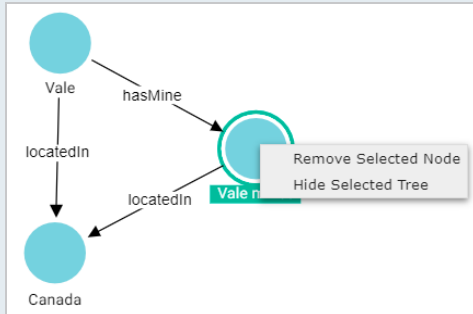 Vale
hasMine
locatedIn
Remove Selected Node
Hide Selected Tree
Vale
locatedIn
Canada